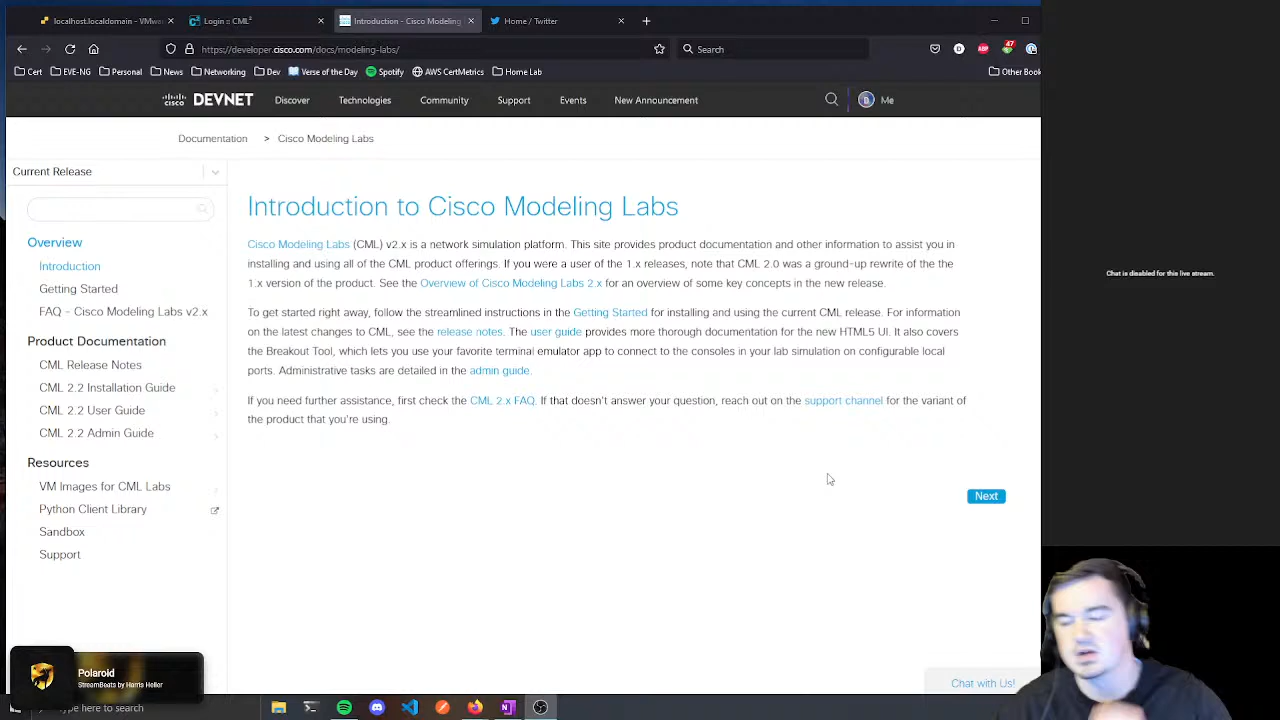 localhost.localdomain - VMwa
Login :: CML²
Introduction - Cisco Modeling
Home / Twitter
https://developer.cisco.com/docs/modeling-labs/
Search
47
Cert
EVE-NG
Personal
News
Networking
Dev
Verse of the Day
Spotify
AWS CertMetrics
Home Lab
Other Book
cisco DEVNET
Discover
Technologies
Community
Support
Events
New Announcement
B Me
Documentation > Cisco Modeling Labs
Current Release
Overview
Introduction
Getting Started
FAQ - Cisco Modeling Labs v2.x
Product Documentation
CML Release Notes
CML 2.2 Installation Guide
CML 2.2 User Guide
CML 2.2 Admin Guide
Resources
VM Images for CML Labs
Python Client Library
Sandbox
Support
Introduction to Cisco Modeling Labs
Cisco Modeling Labs (CML) v2.x is a network simulation platform. This site provides product documentation and other information to assist you in
installing and using all of the CML product offerings. If you were a user of the 1.x releases, note that CML 2.0 was a ground-up rewrite of the the
1.x version of the product. See the Overview of Cisco Modeling Labs 2.x for an overview of some key concepts in the new release.
To get started right away, follow the streamlined instructions in the Getting Started for installing and using the current CML release. For information
on the latest changes to CML, see the release notes. The user guide provides more thorough documentation for the new HTML5 UI. It also covers
the Breakout Tool, which lets you use your favorite terminal emulator app to connect to the consoles in your lab simulation on configurable local
ports. Administrative tasks are detailed in the admin guide.
If you need further assistance, first check the CML 2.x FAQ. If that doesn't answer your question, reach out on the support channel for the variant of
the product that you're using.
Next
Chat with Us!
Chat is disabled for this live stream.
Polaroid
StreamBeats by Harris Heller
type here to search